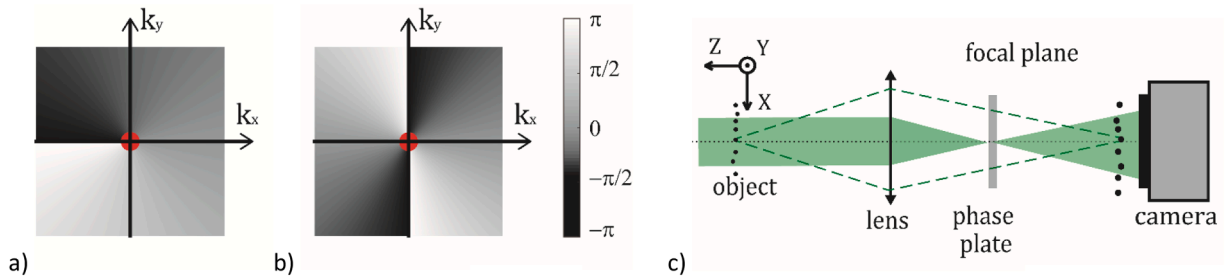 a)
k_y
k_x
b)
k_y
k_x
π
π/2
0
−π/2
−π
c)
Z
Y
X
focal plane
object
lens
phase
plate
camera